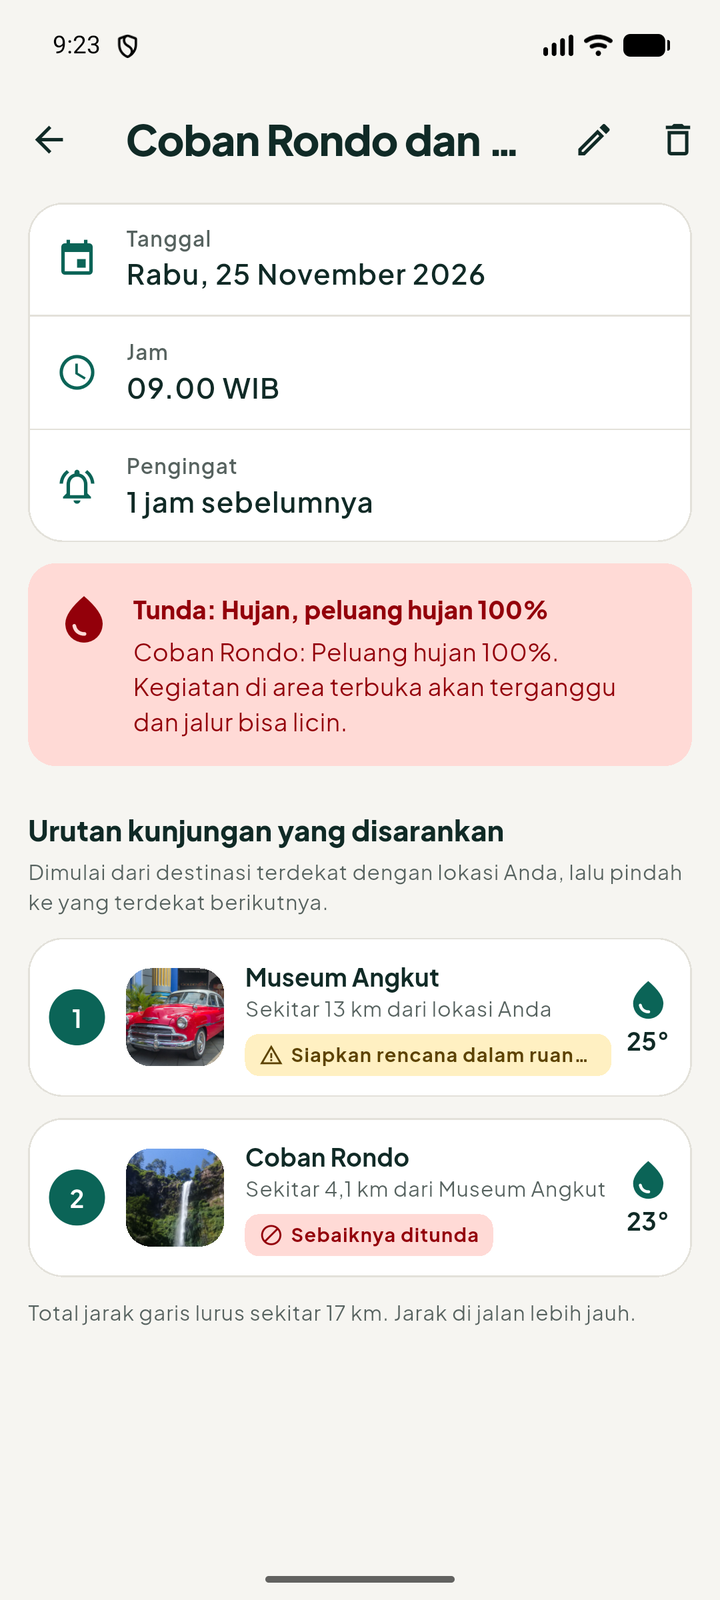 9:23
Coban Rondo dan ...
Tanggal
Rabu, 25 November 2026
Jam
09.00 WIB
Pengingat
1 jam sebelumnya
Tunda: Hujan, peluang hujan 100%
Coban Rondo: Peluang hujan 100%.
Kegiatan di area terbuka akan terganggu
dan jalur bisa licin.
Urutan kunjungan yang disarankan
Dimulai dari destinasi terdekat dengan lokasi Anda, lalu pindah
ke yang terdekat berikutnya.
1
Museum Angkut
Sekitar 13 km dari lokasi Anda
Siapkan rencana dalam ruan...
25°
2
Coban Rondo
Sekitar 4,1 km dari Museum Angkut
Sebaiknya ditunda
23°
Total jarak garis lurus sekitar 17 km. Jarak di jalan lebih jauh.